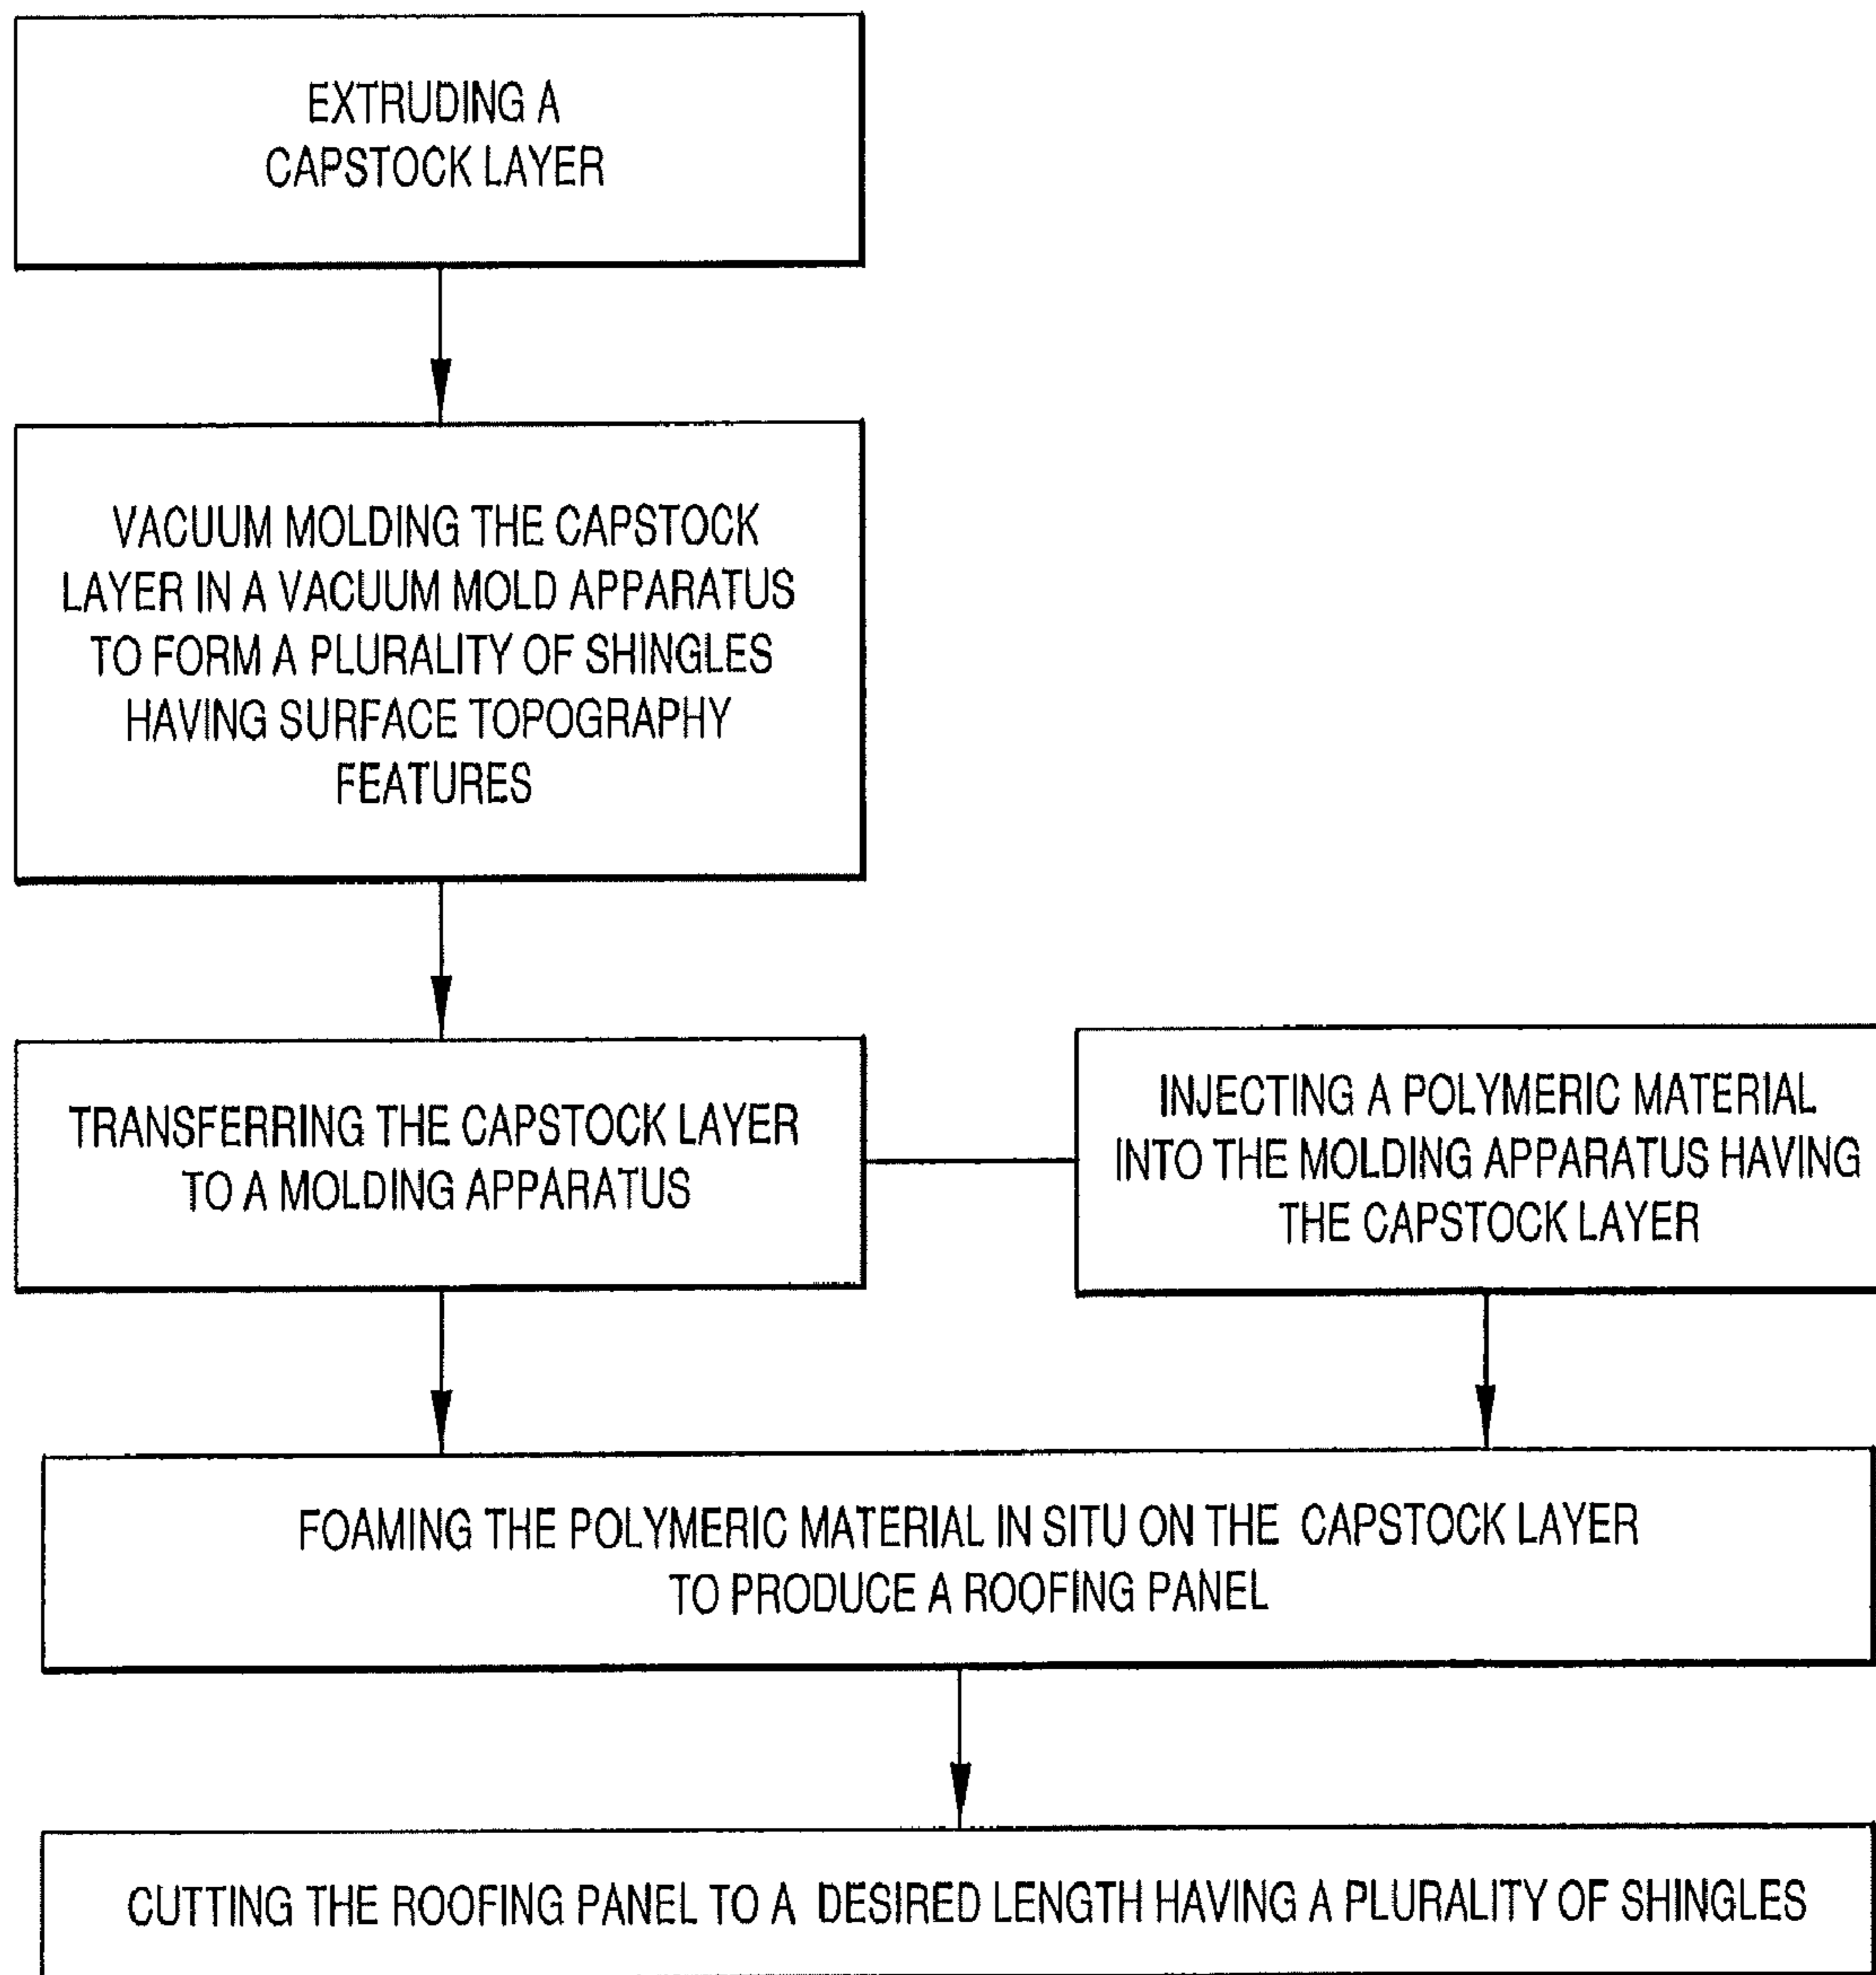 EXTRUDING A
CAPSTOCK LAYER
VACUUM MOLDING THE CAPSTOCK
LAYER IN A VACUUM MOLD APPARATUS
TO FORM A PLURALITY OF SHINGLES
HAVING SURFACE TOPOGRAPHY
FEATURES
TRANSFERRING THE CAPSTOCK LAYER
TO A MOLDING APPARATUS
INJECTING A POLYMERIC MATERIAL
INTO THE MOLDING APPARATUS HAVING
THE CAPSTOCK LAYER
FOAMING THE POLYMERIC MATERIAL IN SITU ON THE CAPSTOCK LAYER
TO PRODUCE A ROOFING PANEL
CUTTING THE ROOFING PANEL TO A DESIRED LENGTH HAVING A PLURALITY OF SHINGLES